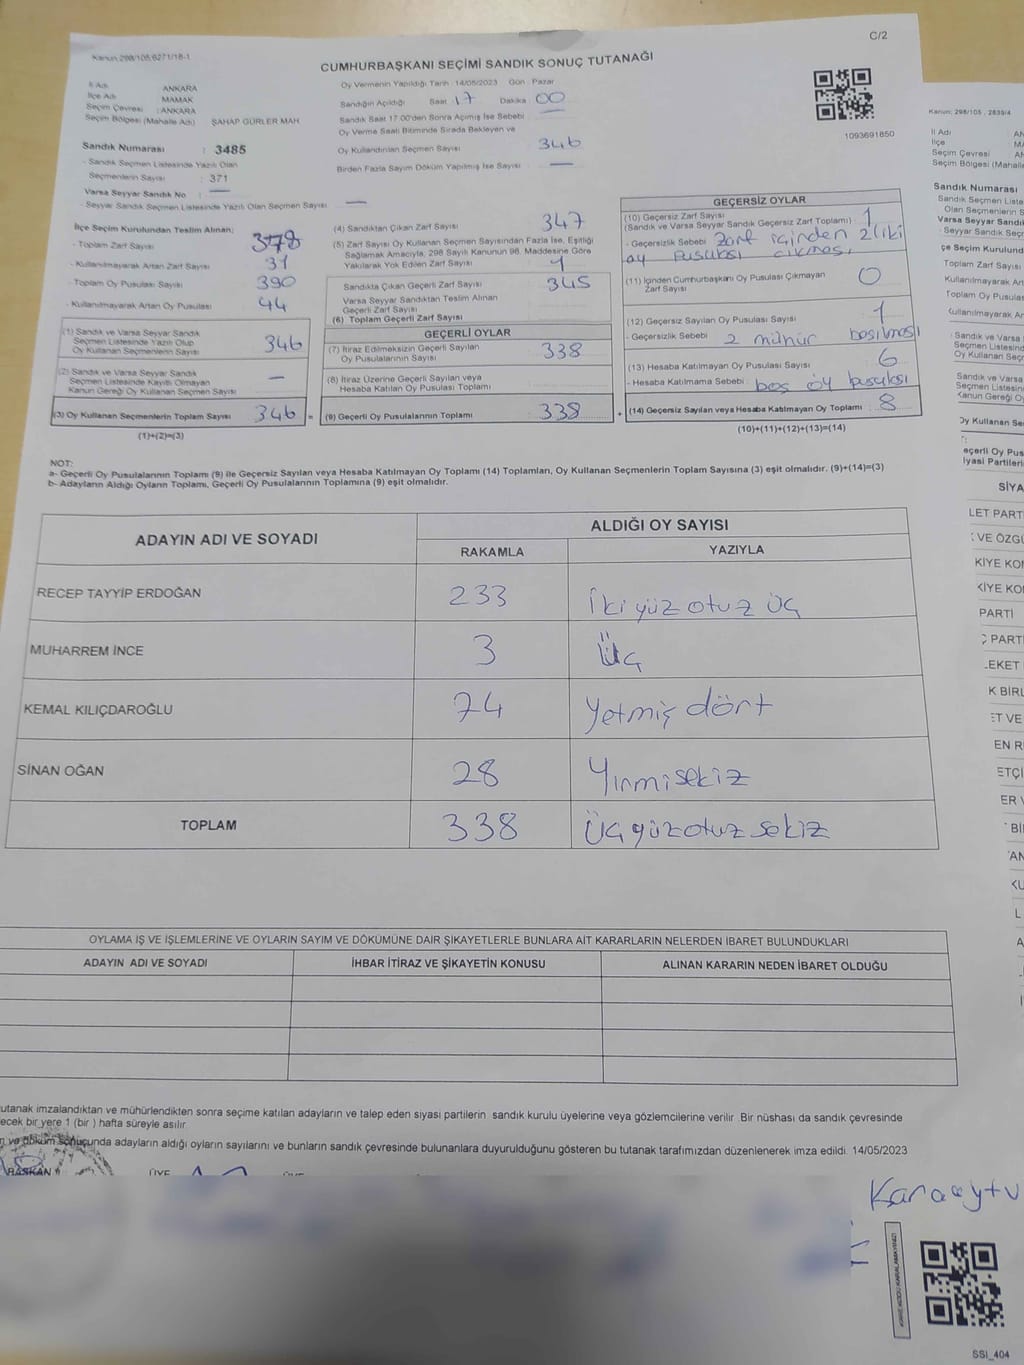 C/2
Kanun 298/105.6271/18-1
CUMHURBAŞKANI SEÇİMİ SANDIK SONUÇ TUTANAĞI
İl Adı ANKARA
İlçe Adı MAMAK
Seçim Çevresi : ANKARA
Seçim Bölgesi (Mahalle Adı) ŞAHAP GÜRLER MAH.
Oy Vermenin Yapıldığı Tarih : 14/05/2023 Gün : Pazar
Sandığın Açıldığı Saat 17 Dakika 00
Sandık Saat 17.00'den Sonra Açılmış İse Sebebi
Oy Verme Saati Bitiminde Sırada Bekleyen ve
Oy Kullandırılan Seçmen Sayısı 346
Birden Fazla Sayım Döküm Yapılmış İse Sayısı —
1093691850
Sandık Numarası : 3485
- Sandık Seçmen Listesinde Yazılı Olan
Seçmenlerin Sayısı : 371
Varsa Seyyar Sandık No —
- Seyyar Sandık Seçmen Listesinde Yazılı Olan Seçmen Sayısı —
İlçe Seçim Kurulundan Teslim Alınan;
- Toplam Zarf Sayısı 378
- Kullanılmayarak Artan Zarf Sayısı 31
- Toplam Oy Pusulası Sayısı 390
- Kullanılmayarak Artan Oy Pusulası 44
(1) Sandık ve Varsa Seyyar Sandık
Seçmen Listesinde Yazılı Olup
Oy Kullanan Seçmenlerin Sayısı 346
(2) Sandık ve Varsa Seyyar Sandık
Seçmen Listesinde Kayıtlı Olmayan
Kanun Gereği Oy Kullanan Seçmen Sayısı —
(3) Oy Kullanan Seçmenlerin Toplam Sayısı 346 =
(1)+(2)=(3)
(4) Sandıktan Çıkan Zarf Sayısı 347
(5) Zarf Sayısı Oy Kullanan Seçmen Sayısından Fazla İse, Eşitliği
Sağlamak Amacıyla; 298 Sayılı Kanunun 98. Maddesine Göre
Yakılarak Yok Edilen Zarf Sayısı 1
Sandıkta Çıkan Geçerli Zarf Sayısı 345
Varsa Seyyar Sandıktan Teslim Alınan
Geçerli Zarf Sayısı
(6) Toplam Geçerli Zarf Sayısı
GEÇERLİ OYLAR
(7) İtiraz Edilmeksizin Geçerli Sayılan
Oy Pusulalarının Sayısı 338
(8) İtiraz Üzerine Geçerli Sayılan veya
Hesaba Katılan Oy Pusulası Toplamı
(9) Geçerli Oy Pusulalarının Toplamı 338 +
GEÇERSİZ OYLAR
(10) Geçersiz Zarf Sayısı
(Sandık ve Varsa Seyyar Sandık Geçersiz Zarf Toplamı) 1
- Geçersizlik Sebebi Zarf içinden 2 liki
oy pusulası çıkması
(11) İçinden Cumhurbaşkanı Oy Pusulası Çıkmayan
Zarf Sayısı 0
(12) Geçersiz Sayılan Oy Pusulası Sayısı 1
- Geçersizlik Sebebi 2 mühür basılması
(13) Hesaba Katılmayan Oy Pusulası Sayısı 6
- Hesaba Katılmama Sebebi boş oy pusulası
(14) Geçersiz Sayılan veya Hesaba Katılmayan Oy Toplamı 8
(10)+(11)+(12)+(13)=(14)
NOT:
a- Geçerli Oy Pusulalarının Toplamı (9) ile Geçersiz Sayılan veya Hesaba Katılmayan Oy Toplamı (14) Toplamları, Oy Kullanan Seçmenlerin Toplam Sayısına (3) eşit olmalıdır. (9)+(14)=(3)
b- Adayların Aldığı Oyların Toplamı, Geçerli Oy Pusulalarının Toplamına (9) eşit olmalıdır.
ADAYIN ADI VE SOYADI ALDIĞI OY SAYISI
RAKAMLA YAZIYLA
RECEP TAYYİP ERDOĞAN 233 İki yüz otuz üç
MUHARREM İNCE 3 Üç
KEMAL KILIÇDAROĞLU 74 Yetmiş dört
SİNAN OĞAN 28 Yirmi sekiz
TOPLAM 338 Üç yüz otuz sekiz
OYLAMA İŞ VE İŞLEMLERİNE VE OYLARIN SAYIM VE DÖKÜMÜNE DAİR ŞİKAYETLERLE BUNLARA AİT KARARLARIN NELERDEN İBARET BULUNDUKLARI
ADAYIN ADI VE SOYADI İHBAR İTİRAZ VE ŞİKAYETİN KONUSU ALINAN KARARIN NEDEN İBARET OLDUĞU
utanak imzalandıktan ve mühürlendikten sonra seçime katılan adayların ve talep eden siyasi partilerin sandık kurulu üyelerine veya gözlemcilerine verilir. Bir nüshası da sandık çevresinde
ecek bir yere 1 (bir ) hafta süreyle asılır.
n ve döküm sonucunda adayların aldığı oyların sayılarını ve bunların sandık çevresinde bulunanlara duyurulduğunu gösteren bu tutanak tarafımızdan düzenlenerek imza edildi. 14/05/2023
BAŞKAN ÜYE
SSI_404
Kanun: 298/105 , 2839/4
İl Adı AN
İlçe MA
Seçim Çevresi AN
Seçim Bölgesi (Mahalle
Sandık Numarası
Sandık Seçmen Liste
Olan Seçmenlerin S
Varsa Seyyar Sandı
- Seyyar Sandık Seç
çe Seçim Kurulund
Toplam Zarf Sayısı
Kullanılmayarak Arta
Toplam Oy Pusulası
ullanılmayarak Arta
Sandık ve Varsa
Seçmen Listesind
Oy Kullanan Seç
Sandık ve Varsa
Seçmen Listesin
Kanun Gereği O
Oy Kullanan Se
eçerli Oy Pus
iyasi Partileri
SİYA
LET PART
VE ÖZG
KİYE KO
PARTİ
PART
EKET
K BİRL
ET VE
EN R
ETÇİ
ER
Bİ